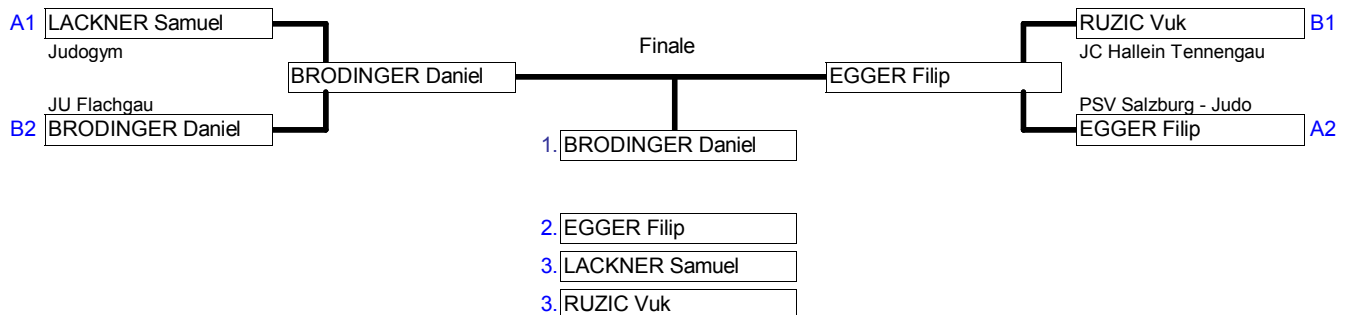 A1 LACKNER Samuel
Judogym
JU Flachgau
B2 BRODINGER Daniel
BRODINGER Daniel
Finale
EGGER Filip
RUZIC Vuk B1
JC Hallein Tennengau
PSV Salzburg - Judo
EGGER Filip A2
1. BRODINGER Daniel
2. EGGER Filip
3. LACKNER Samuel
3. RUZIC Vuk